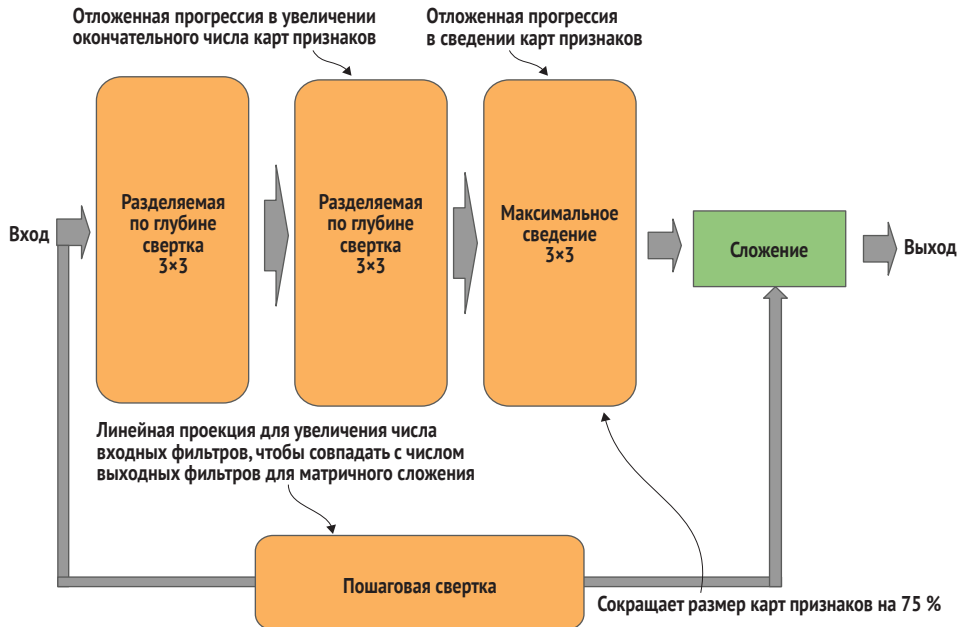 Отложенная прогрессия в увеличении
окончательного числа карт признаков
Отложенная прогрессия
в сведении карт признаков
Вход
Разделяемая
по глубине
свертка
3×3
Разделяемая
по глубине
свертка
3×3
Максимальное
сведение
3×3
Сложение
Выход
Линейная проекция для увеличения числа
входных фильтров, чтобы совпадать с числом
выходных фильтров для матричного сложения
Пошаговая свертка
Сокращает размер карт признаков на 75 %